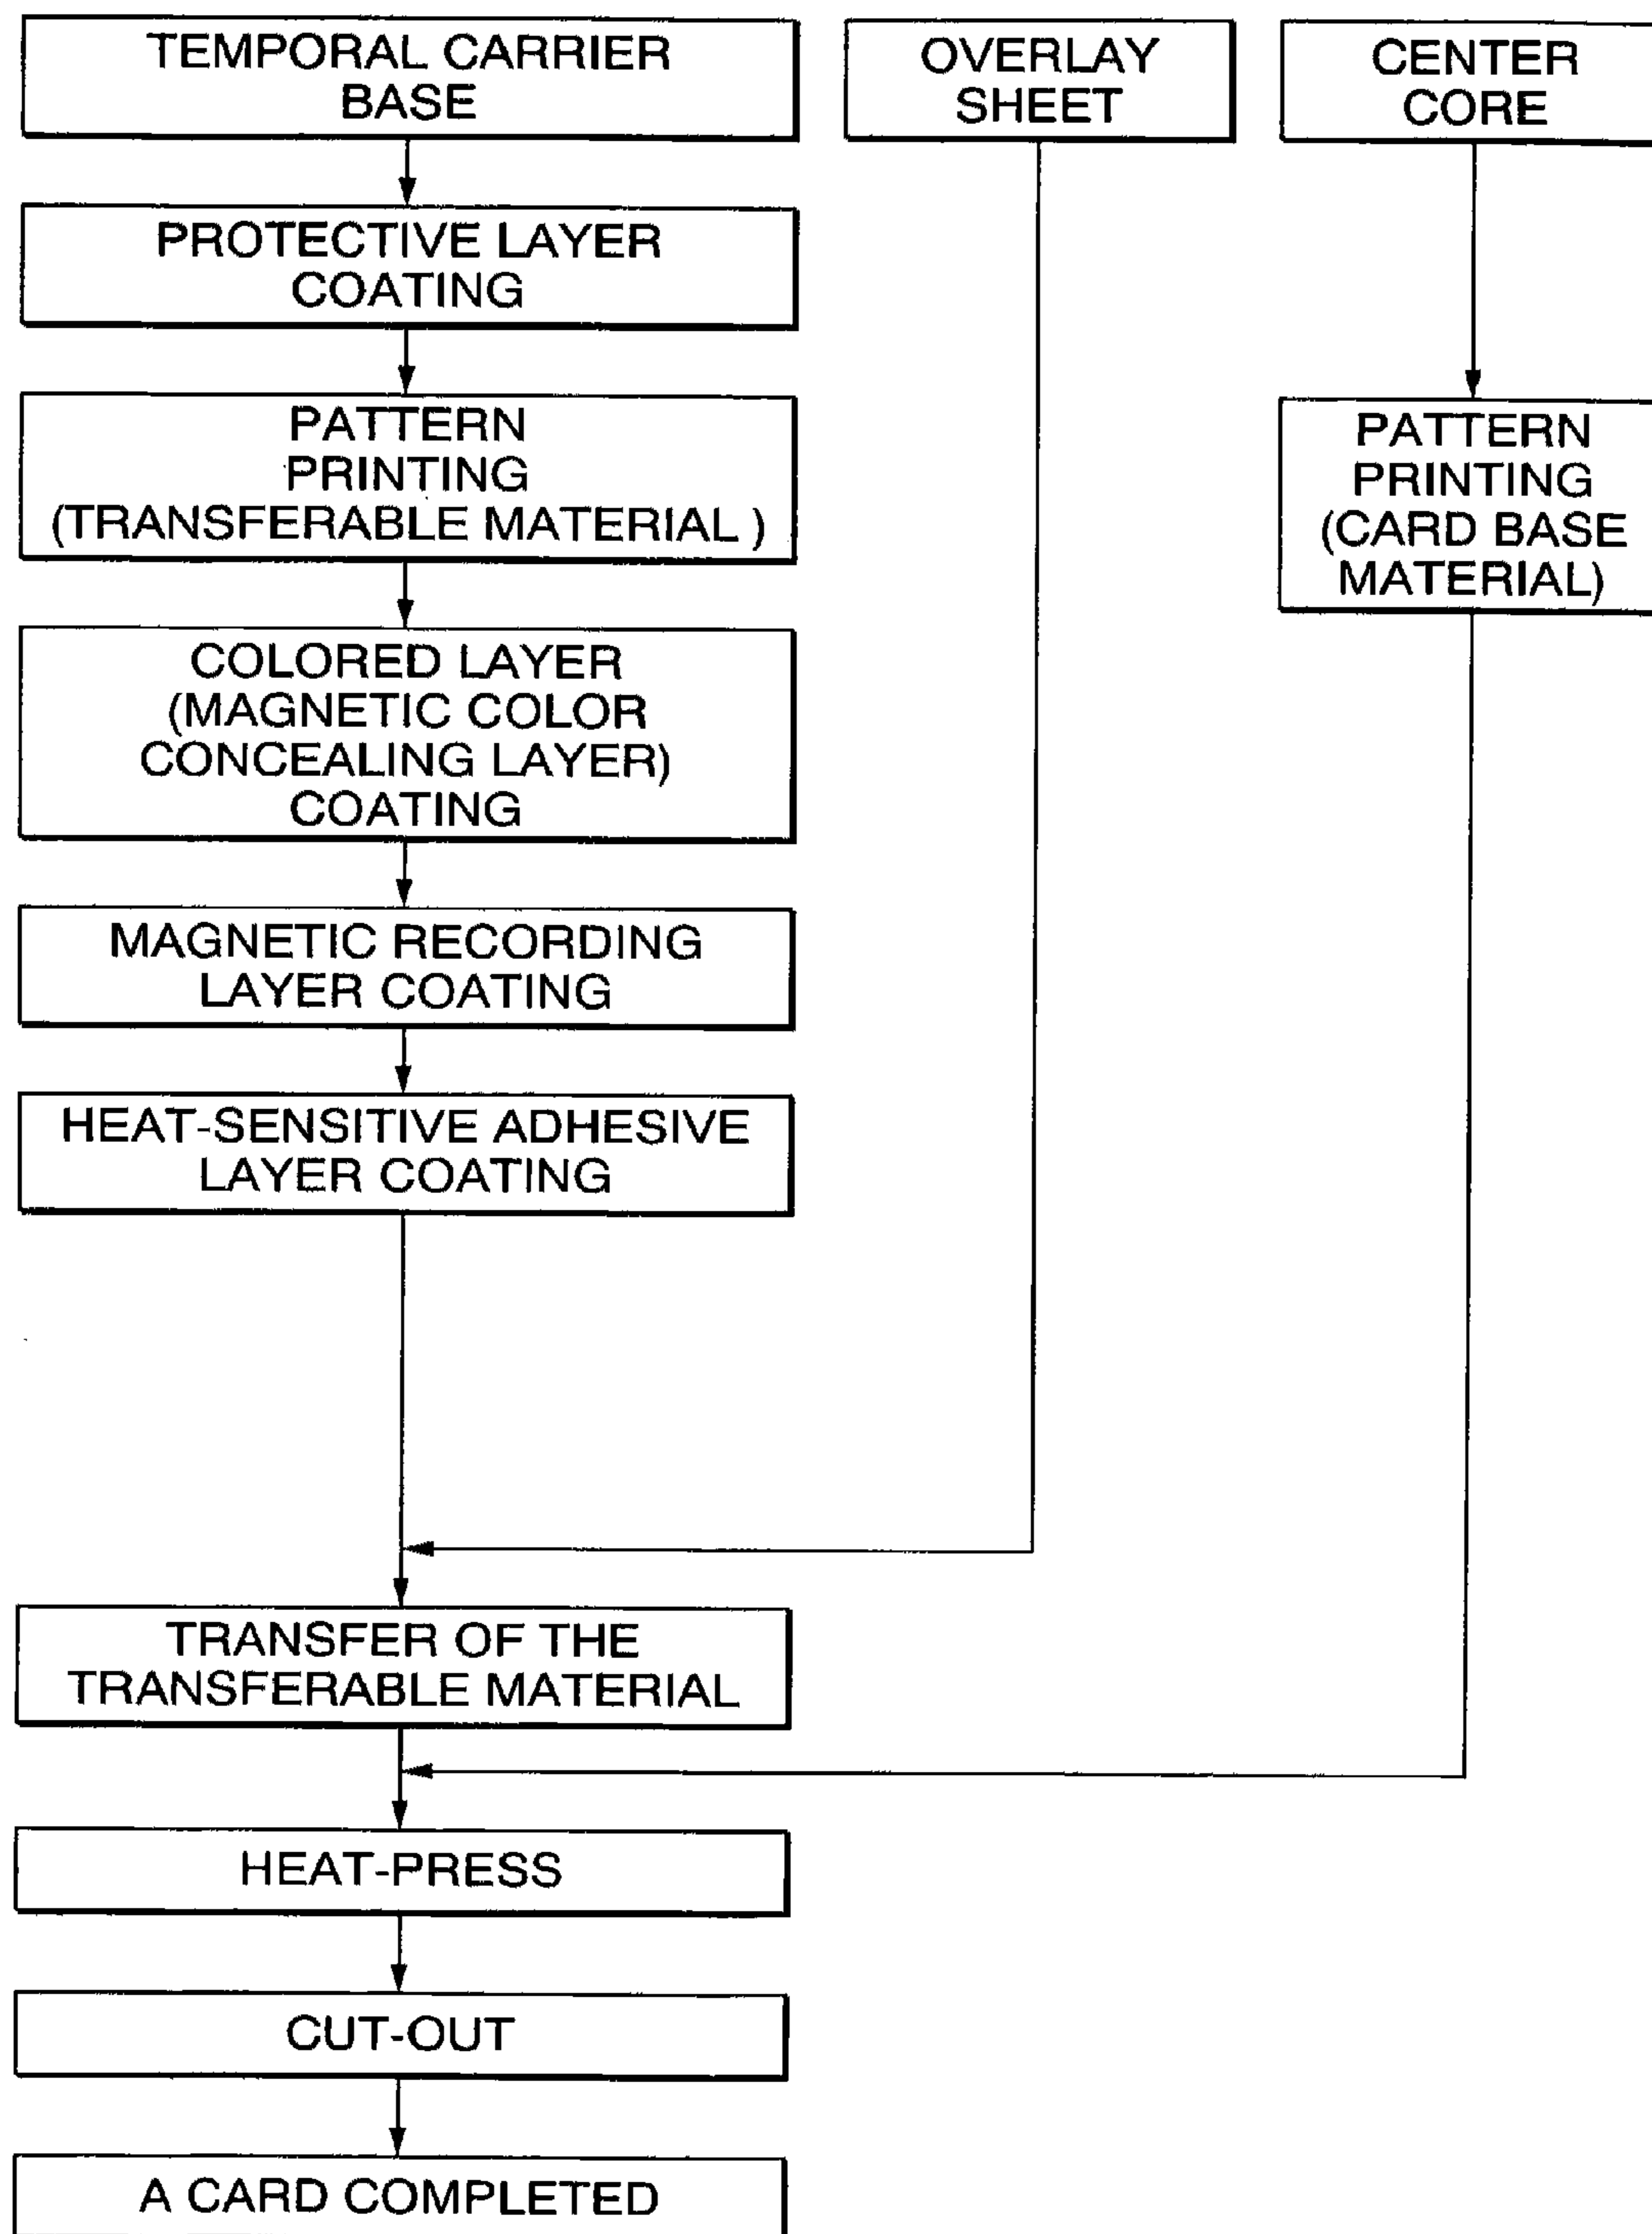 TEMPORAL CARRIER
BASE
OVERLAY
SHEET
CENTER
CORE
PROTECTIVE LAYER
COATING
PATTERN
PRINTING
(TRANSFERABLE MATERIAL )
PATTERN
PRINTING
(CARD BASE
MATERIAL)
COLORED LAYER
(MAGNETIC COLOR
CONCEALING LAYER)
COATING
MAGNETIC RECORDING
LAYER COATING
HEAT-SENSITIVE ADHESIVE
LAYER COATING
TRANSFER OF THE
TRANSFERABLE MATERIAL
HEAT-PRESS
CUT-OUT
A CARD COMPLETED